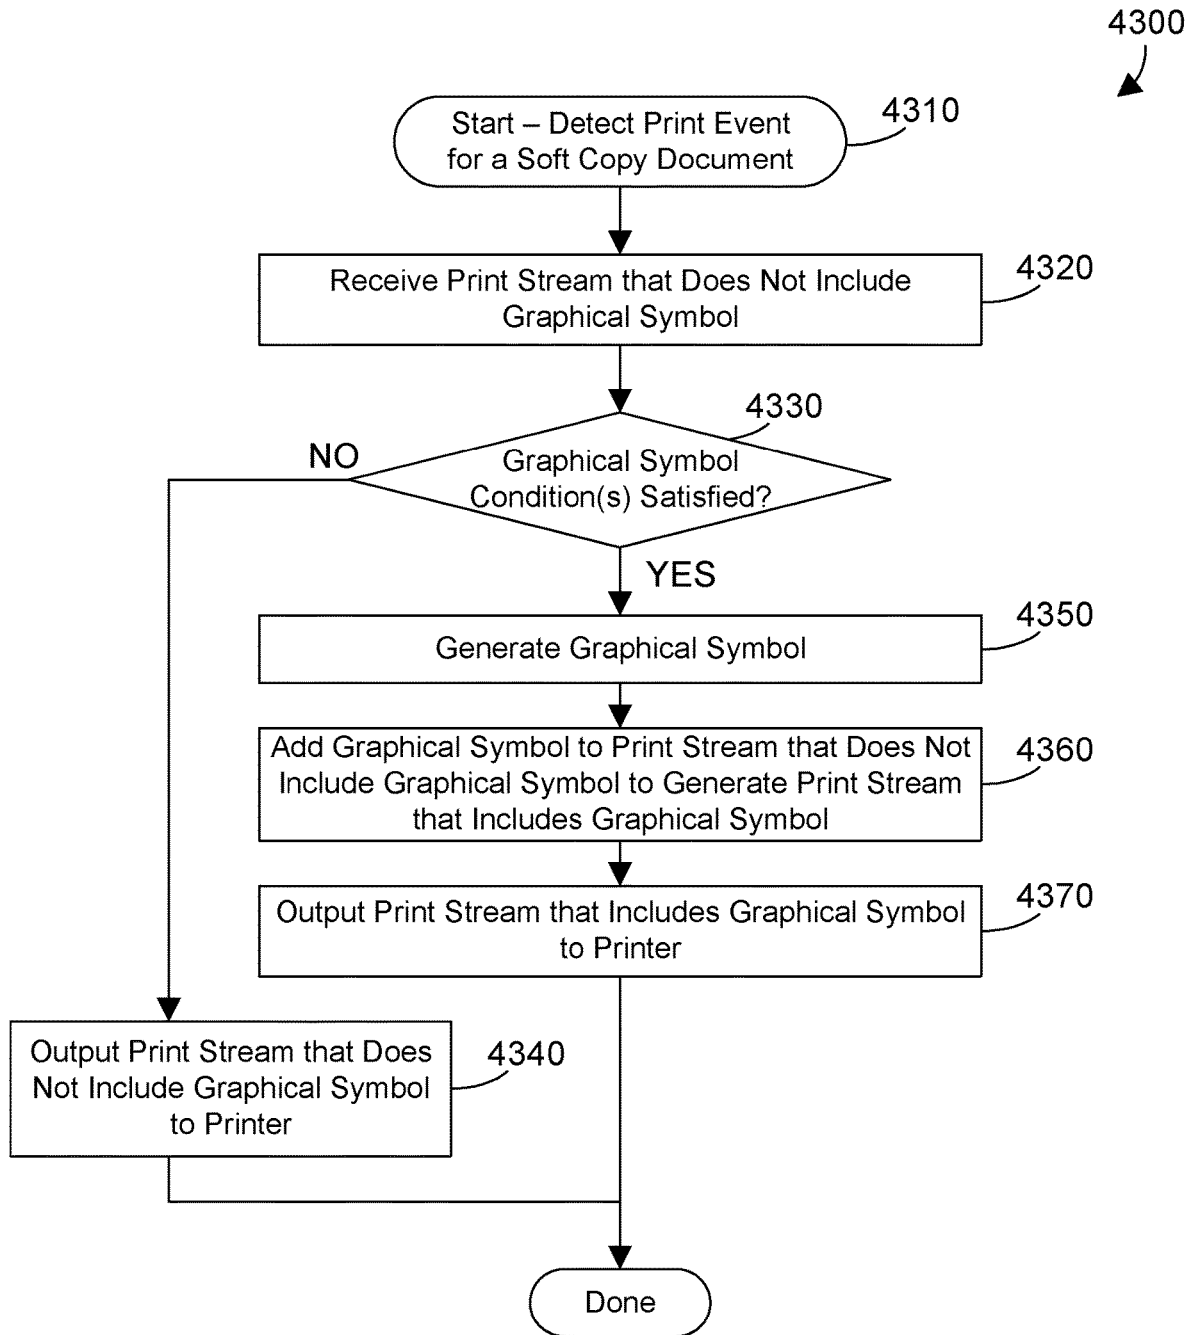 4300
Start – Detect Print Event
for a Soft Copy Document
4310
Receive Print Stream that Does Not Include
Graphical Symbol
4320
4330
Graphical Symbol
Condition(s) Satisfied?
NO
YES
Generate Graphical Symbol
4350
Add Graphical Symbol to Print Stream that Does Not
Include Graphical Symbol to Generate Print Stream
that Includes Graphical Symbol
4360
Output Print Stream that Includes Graphical Symbol
to Printer
4370
Output Print Stream that Does
Not Include Graphical Symbol
to Printer
4340
Done